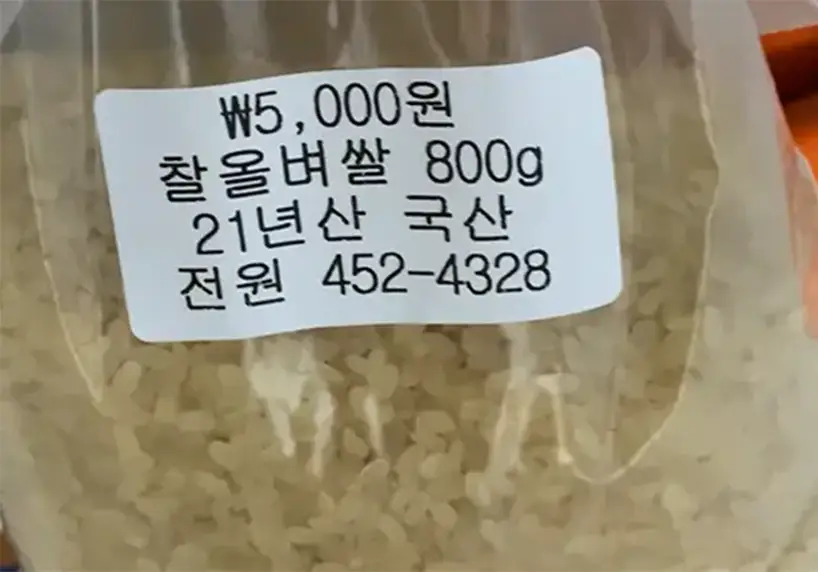 ₩5,000원
찰올벼쌀 800g
21년산 국산
전원 452-4328